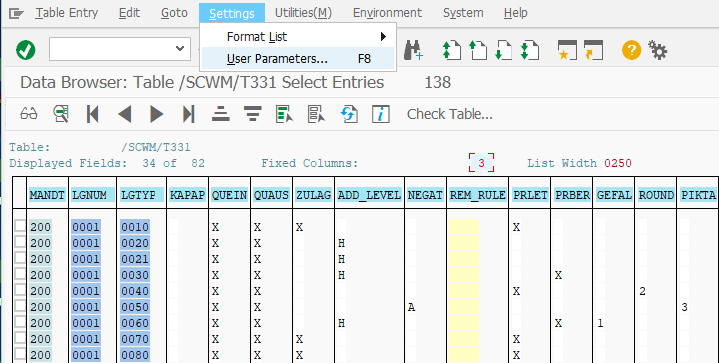 Table Entry Edit Goto Settings Utilities(M) Environment System Help
Format List
User Parameters... F8
Data Browser: Table /SCWM/T331 Select Entries 138
Check Table...
Table: /SCWM/T331
Displayed Fields: 34 of 82 Fixed Columns: 3 List Width 0250
MANDT LGNUM LGTYP KAPAP QUEIN QUAUS ZULAG ADD_LEVEL NEGAT REM_RULE PRLET PRBER GEFAL ROUND PIKTA
200 0001 0010 X X X X
200 0001 0020 X X H
200 0001 0021 X X H
200 0001 0030 X X H X
200 0001 0040 X X X 2
200 0001 0050 X X A 3
200 0001 0060 X X H X 1
200 0001 0070 X X X X
200 0001 0080 X X X X